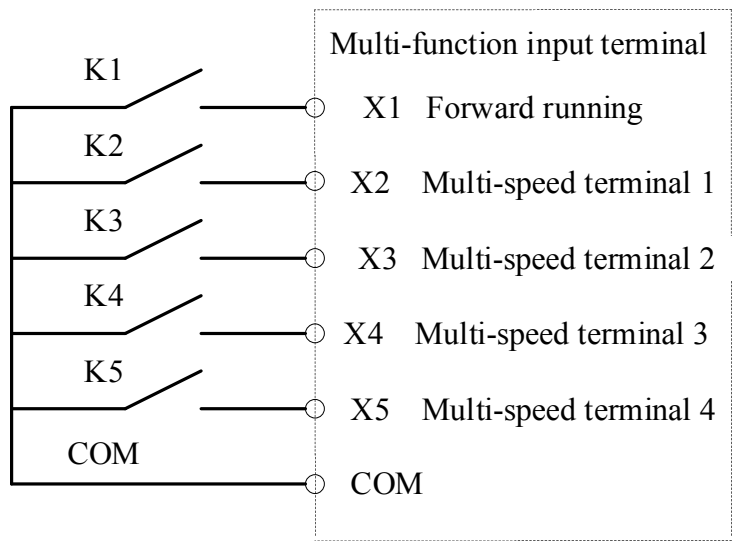 Multi-function input terminal
K1
X1 Forward running
K2
X2 Multi-speed terminal 1
K3
X3 Multi-speed terminal 2
K4
X4 Multi-speed terminal 3
K5
X5 Multi-speed terminal 4
COM
COM